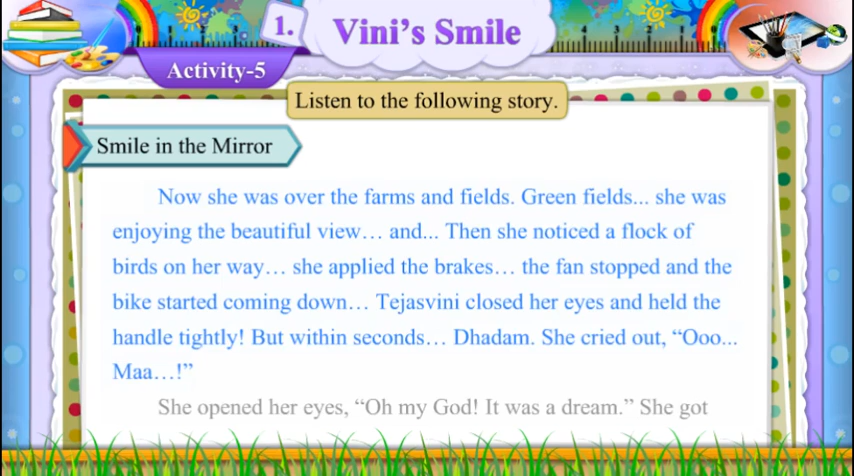 1.
Vini's Smile
Activity-5
Listen to the following story.
Smile in the Mirror
Now she was over the farms and fields. Green fields... she was
enjoying the beautiful view… and... Then she noticed a flock of
birds on her way… she applied the brakes… the fan stopped and the
bike started coming down… Tejasvini closed her eyes and held the
handle tightly! But within seconds… Dhadam. She cried out, “Ooo...
Maa…!”
She opened her eyes, “Oh my God! It was a dream.” She got